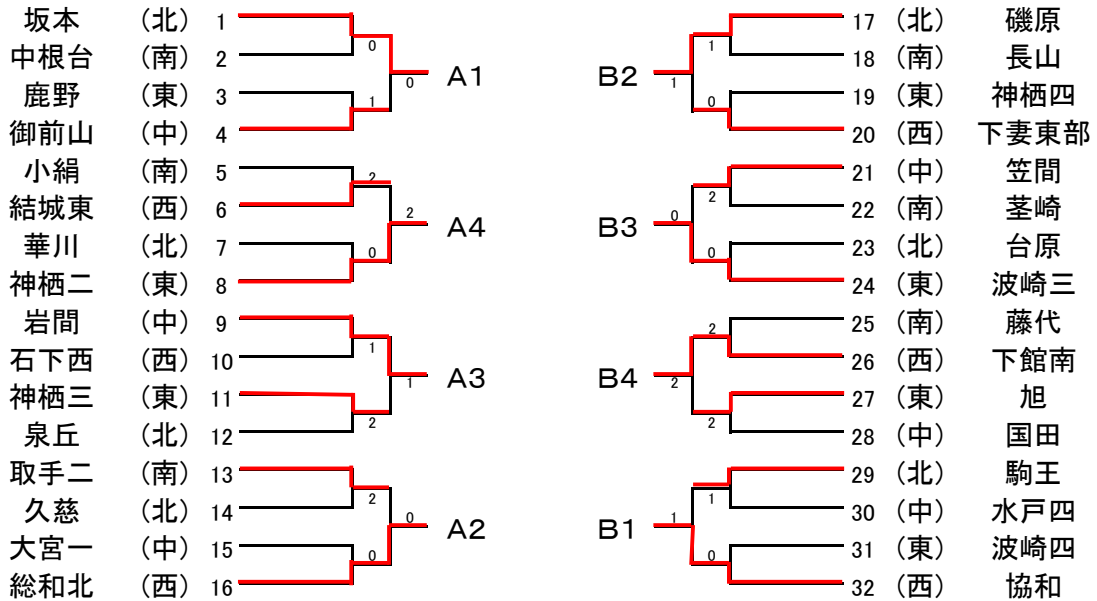 坂本 (北) 1
0
中根台 (南) 2
A1
0
鹿野 (東) 3
1
御前山 (中) 4
小絹 (南) 5
2
結城東 (西) 6
2
A4
華川 (北) 7
0
神栖二 (東) 8
岩間 (中) 9
1
石下西 (西) 10
A3
1
神栖三 (東) 11
2
泉丘 (北) 12
取手二 (南) 13
2
久慈 (北) 14
0
A2
大宮一 (中) 15
0
総和北 (西) 16
17 (北) 磯原
1
18 (南) 長山
B2
1
19 (東) 神栖四
0
20 (西) 下妻東部
21 (中) 笠間
2
22 (南) 茎崎
0
B3
23 (北) 台原
0
24 (東) 波崎三
25 (南) 藤代
2
26 (西) 下館南
B4
2
27 (東) 旭
2
28 (中) 国田
29 (北) 駒王
1
30 (中) 水戸四
1
B1
31 (東) 波崎四
0
32 (西) 協和